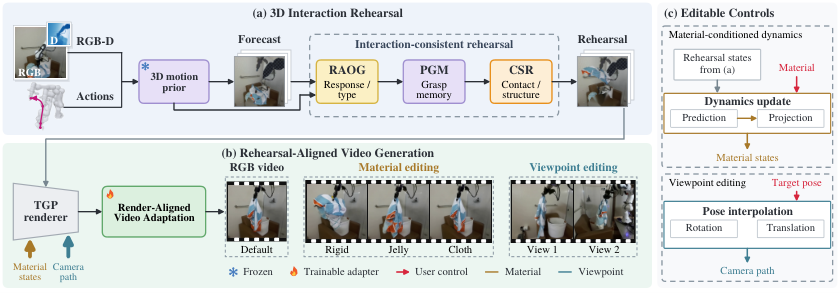 (a) 3D Interaction Rehearsal
RGB-D
D
RGB
Actions
3D motion
prior
Forecast
Interaction-consistent rehearsal
RAOG
Response /
type
PGM
Grasp
memory
CSR
Contact /
structure
Rehearsal
(b) Rehearsal-Aligned Video Generation
TGP
renderer
Material
states
Camera
path
Render-Aligned
Video Adaptation
RGB video
Default
Material editing
Rigid
Jelly
Cloth
Viewpoint editing
View 1
View 2
Frozen
Trainable adapter
User control
Material
Viewpoint
(c) Editable Controls
Material-conditioned dynamics
Rehearsal states
from (a)
Material
Dynamics update
Prediction
Projection
Material states
Viewpoint editing
Target pose
Pose interpolation
Rotation
Translation
Camera path